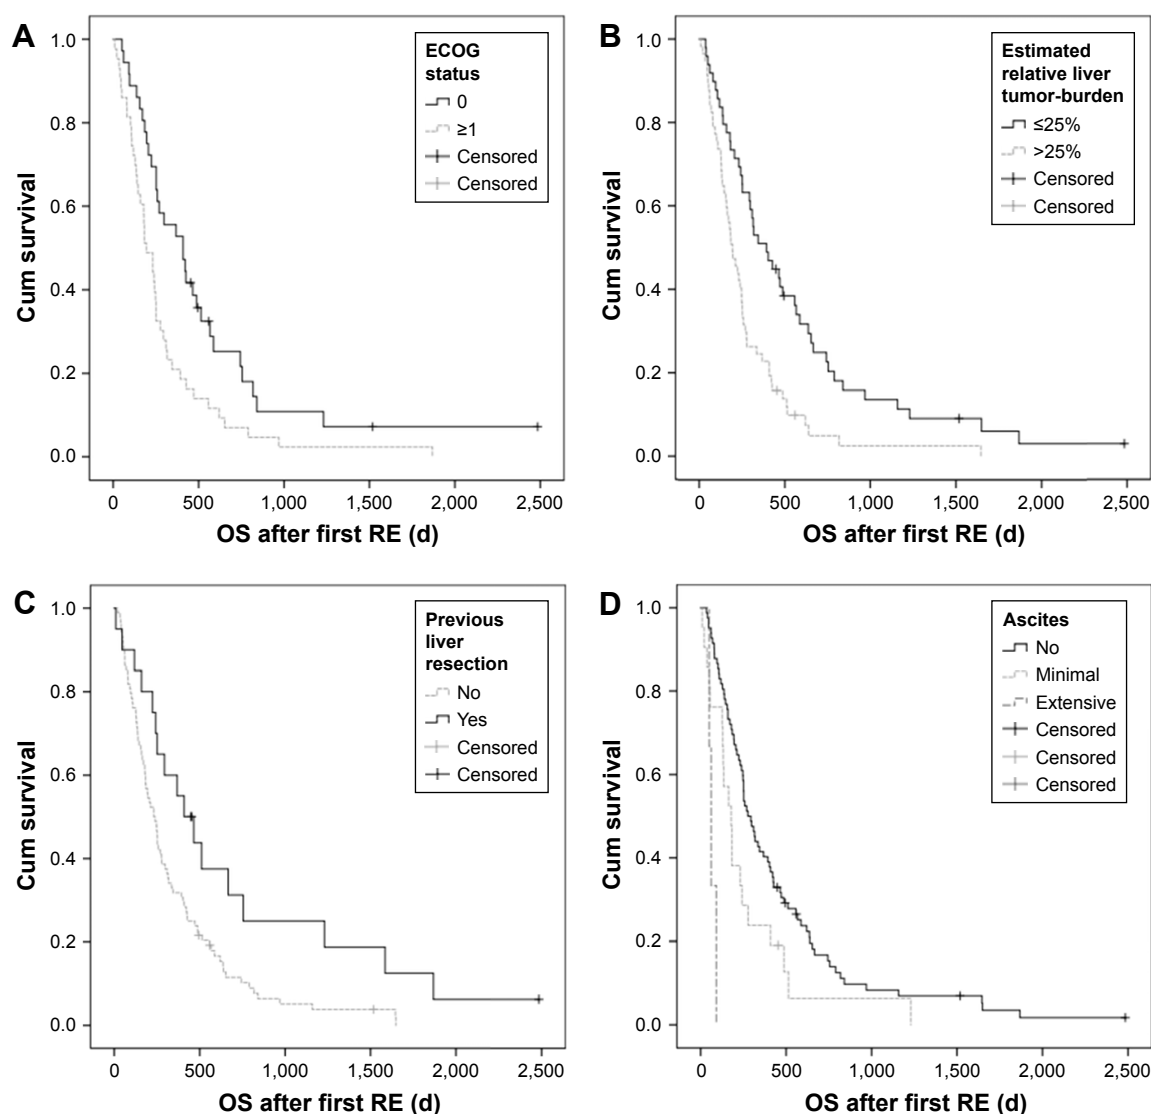 A
ECOG
status
0
≥1
Censored
Censored
1.0
0.8
0.6
0.4
0.2
0.0
Cum survival
0 500 1,000 1,500 2,000 2,500
OS after first RE (d)
B
Estimated
relative liver
tumor-burden
≤25%
>25%
Censored
Censored
1.0
0.8
0.6
0.4
0.2
0.0
Cum survival
0 500 1,000 1,500 2,000 2,500
OS after first RE (d)
C
Previous
liver
resection
No
Yes
Censored
Censored
1.0
0.8
0.6
0.4
0.2
0.0
Cum survival
0 500 1,000 1,500 2,000 2,500
OS after first RE (d)
D
Ascites
No
Minimal
Extensive
Censored
Censored
Censored
1.0
0.8
0.6
0.4
0.2
0.0
Cum survival
0 500 1,000 1,500 2,000 2,500
OS after first RE (d)